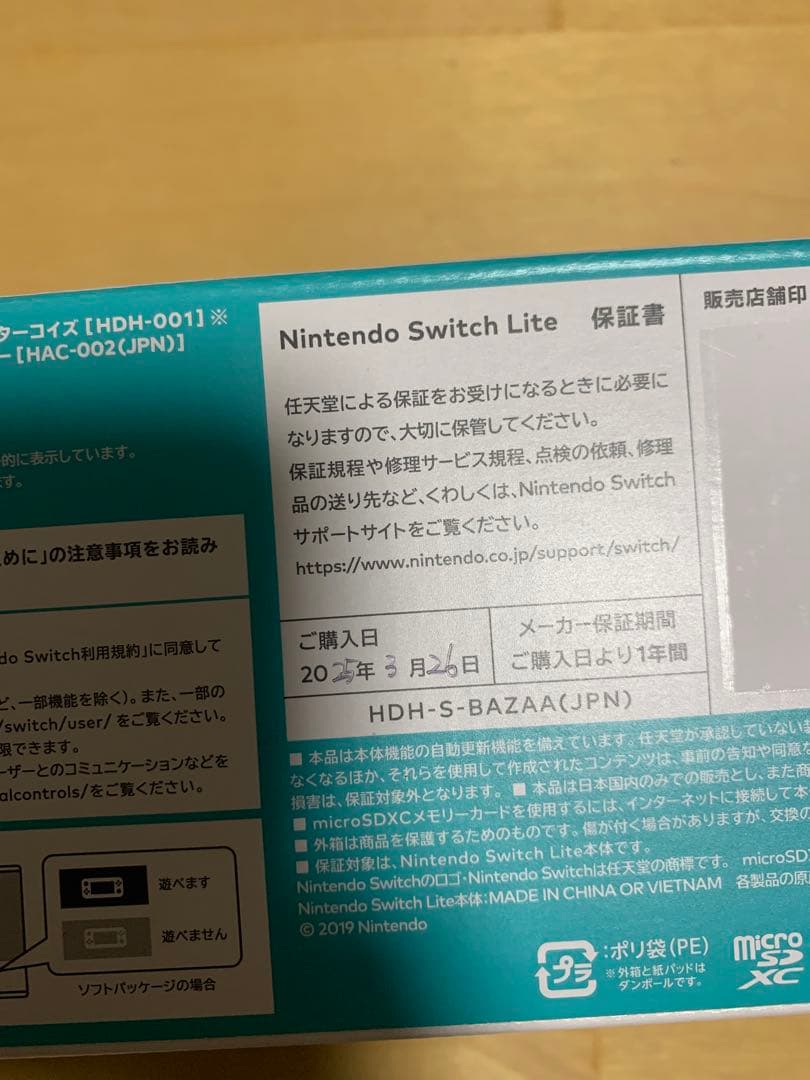 ターコイズ [HDH-001] ※
ー [HAC-002(JPN)]
的に表示しています。
ます。
めに」の注意事項をお読み
do Switch利用規約」に同意して
ど、一部機能を除く)。また、一部の
/switch/user/ をご覧ください。
限できます。
ーザーとのコミュニケーションなどを
alcontrols/をご覧ください。
遊べます
遊べません
ソフトパッケージの場合
Nintendo Switch Lite 保証書
任天堂による保証をお受けになるときに必要に
なりますので、大切に保管してください。
保証規程や修理サービス規程、点検の依頼、修理
品の送り先など、くわしくは、Nintendo Switch
サポートサイトをご覧ください。
https://www.nintendo.co.jp/support/switch/
ご購入日
2025年 3 月 26日
メーカー保証期間
ご購入日より1年間
HDH-S-BAZAA(JPN)
販売店舗印
■ 本品は本体機能の自動更新機能を備えています。任天堂が承認していない
なくなるほか、それらを使用して作成されたコンテンツは、事前の告知や同意な
損害は、保証対象外となります。 ■ 本品は日本国内のみでの販売とし、また商
■ microSDXCメモリーカードを使用するには、インターネットに接続して本
■ 外箱は商品を保護するためのものです。傷が付く場合がありますが、交換の
■ 保証対象は、Nintendo Switch Lite本体です。
Nintendo Switchのロゴ・Nintendo Switchは任天堂の商標です。 microSD
Nintendo Switch Lite本体：MADE IN CHINA OR VIETNAM 各製品の原
© 2019 Nintendo
プラ
：ポリ袋(PE)
※外箱と紙パッドは
ダンボールです。
micro
SD
XC